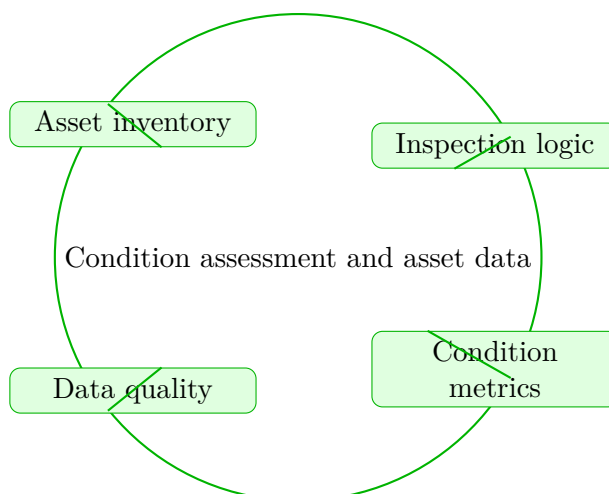 Asset inventory
Inspection logic
Condition assessment and asset data
Data quality
Condition
metrics